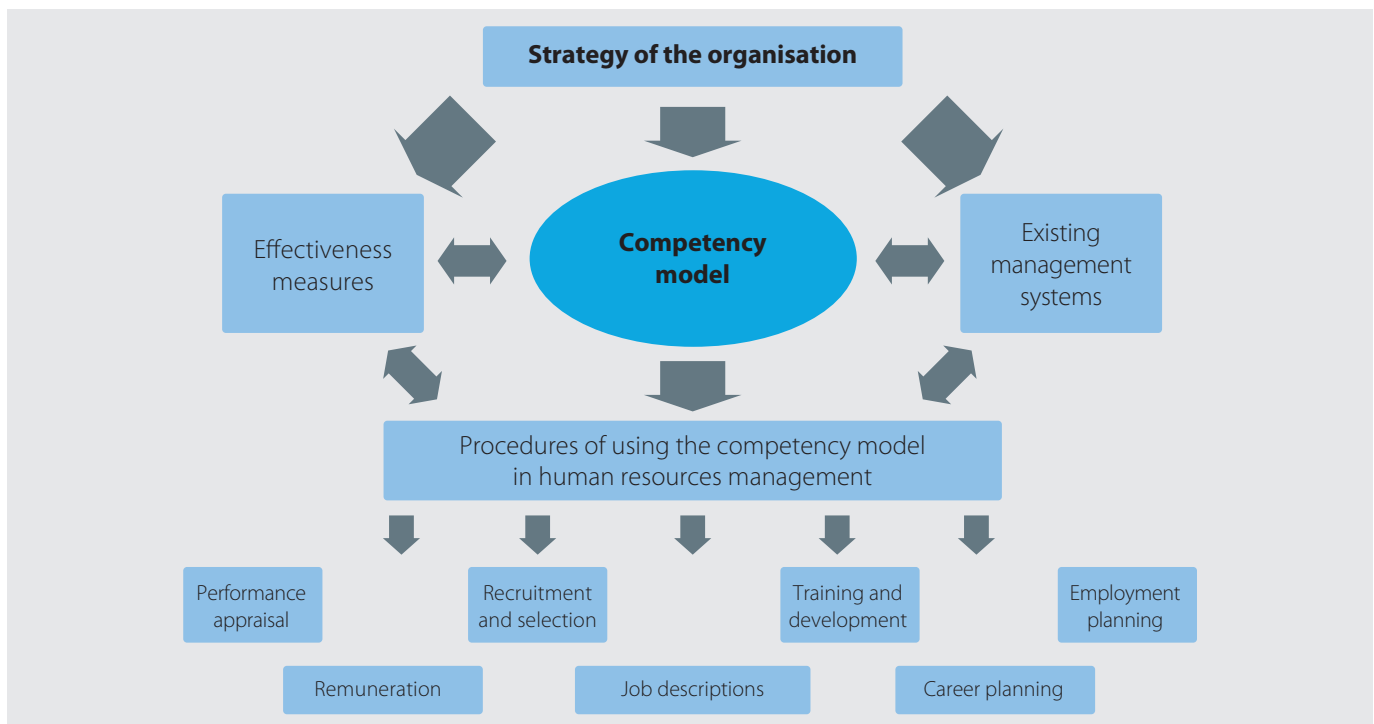 Strategy of the organisation
Effectiveness
measures
Competency
model
Existing
management
systems
Procedures of using the competency model
in human resources management
Performance
appraisal
Recruitment
and selection
Training and
development
Employment
planning
Remuneration
Job descriptions
Career planning